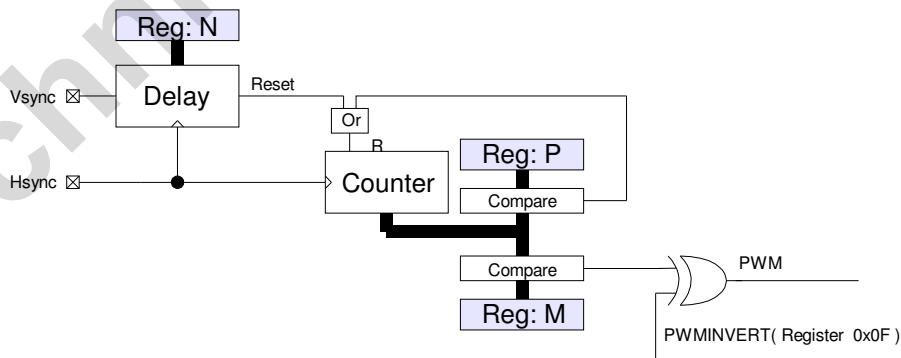 Reg: N
Vsync
Delay
Reset
Or
R
Reg: P
Hsync
Counter
Compare
Compare
PWM
Reg: M
PWMINVERT( Register 0x0F )